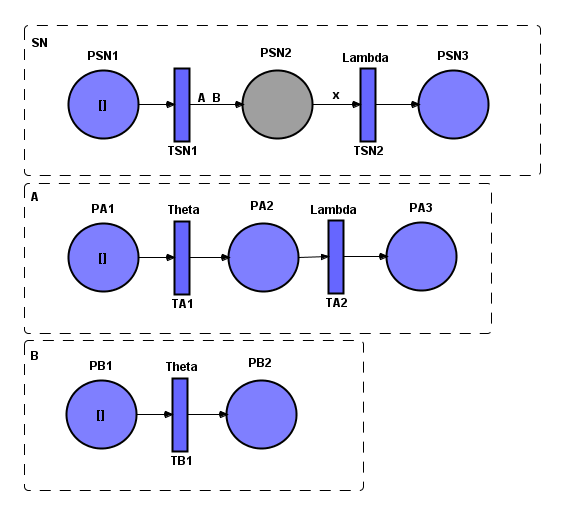 SN
PSN1
PSN2
Lambda
PSN3
[]
A B
x
TSN1
TSN2
A
PA1
Theta
PA2
Lambda
PA3
[]
TA1
TA2
B
PB1
Theta
PB2
[]
TB1